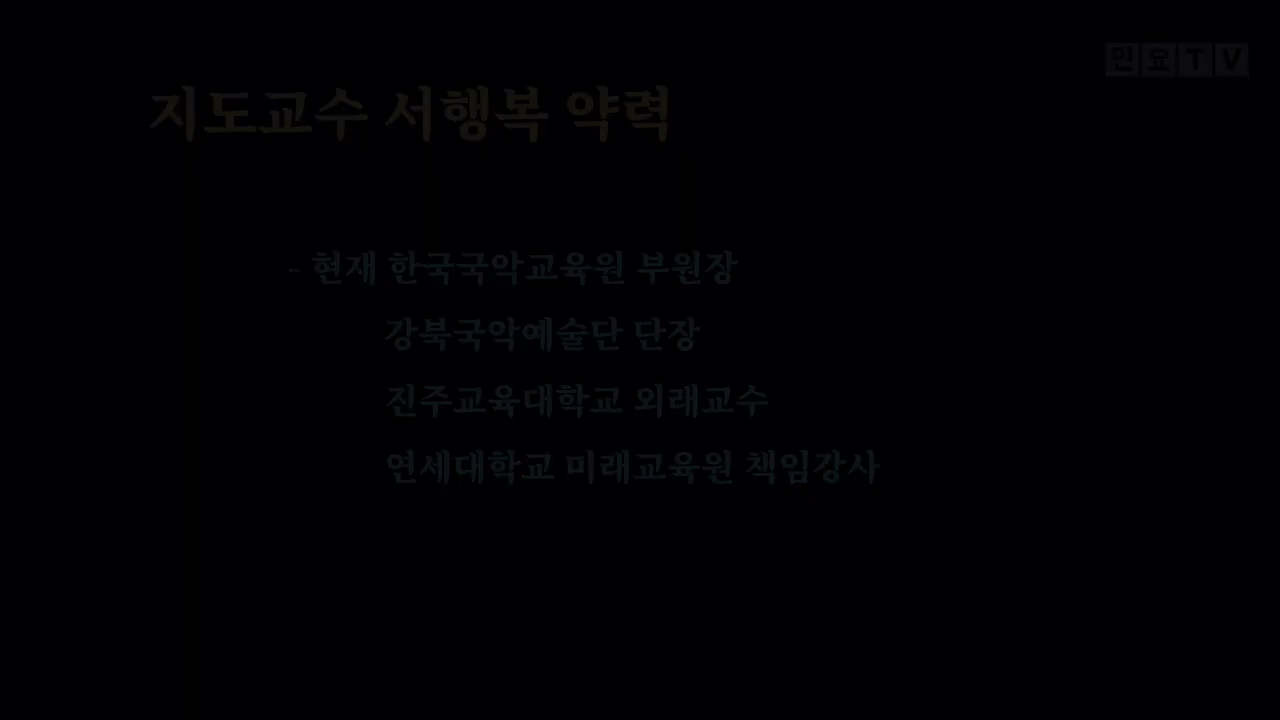 민요TV
지도교수 서행복 약력
- 현재 한국국악교육원 부원장
강북국악예술단 단장
진주교육대학교 외래교수
연세대학교 미래교육원 책임강사